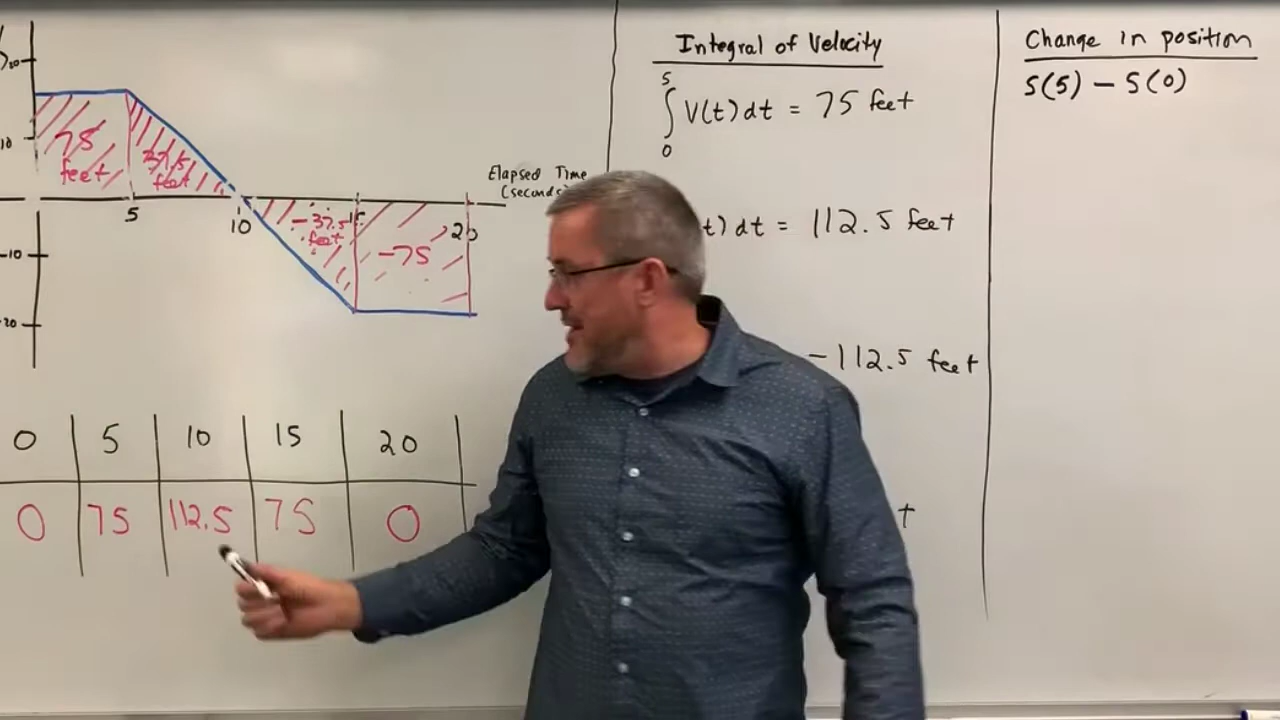 20
10
75
feet
37.5
feet
5
10
-10
-20
-37.5
feet
15
-75
20
Elapsed Time
(seconds
0 5 10 15 20
0 75 112.5 75 0
Integral of Velocity
∫₀⁵ V(t) dt = 75 feet
t) dt = 112.5 feet
-112.5 feet
t
Change in position
S(5) - S(0)